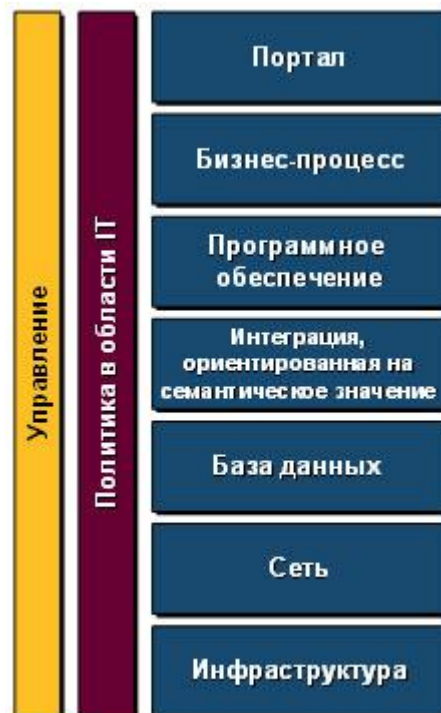 Управление
Политика в области IT
Портал
Бизнес-процесс
Программное
обеспечение
Интеграция,
ориентированная на
семантическое значение
База данных
Сеть
Инфраструктура